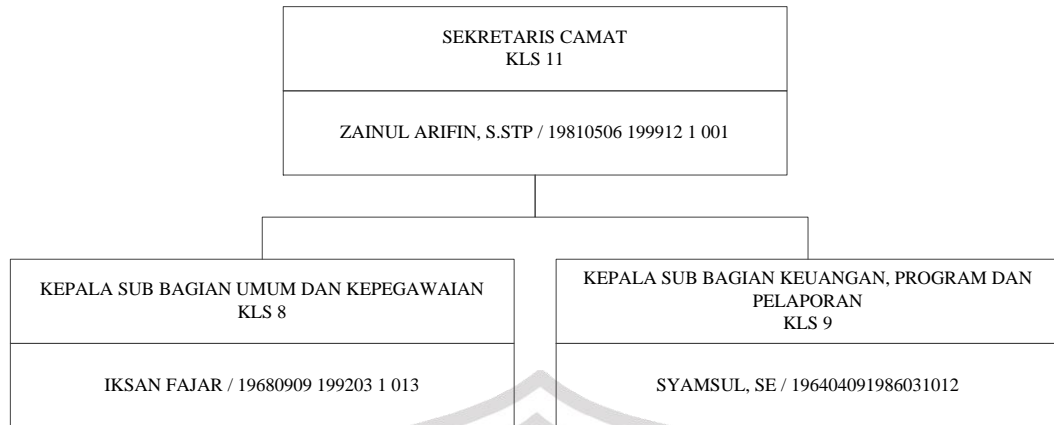 SEKRETARIS CAMAT
KLS 11
ZAINUL ARIFIN, S.STP / 19810506 199912 1 001
KEPALA SUB BAGIAN UMUM DAN KEPEGAWAIAN
KLS 8
IKSAN FAJAR / 19680909 199203 1 013
KEPALA SUB BAGIAN KEUANGAN, PROGRAM DAN
PELAPORAN
KLS 9
SYAMSUL, SE / 196404091986031012